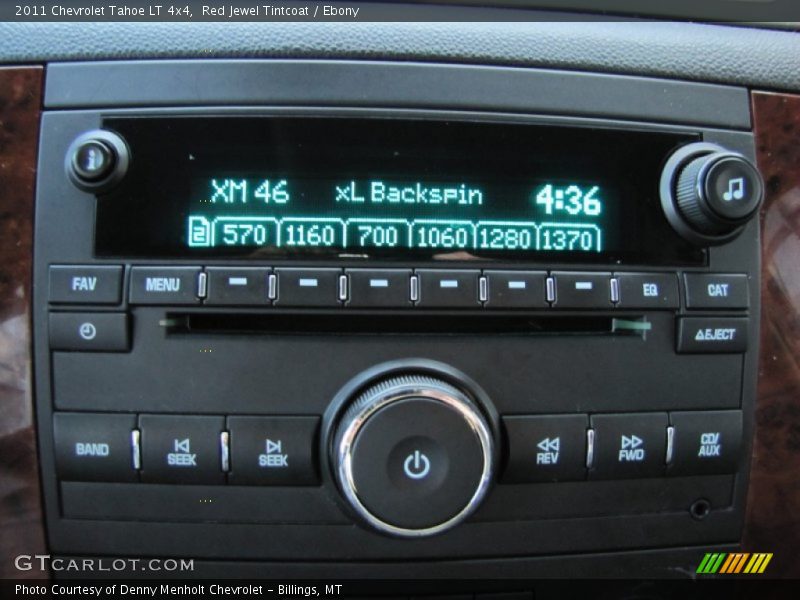 2011 Chevrolet Tahoe LT 4x4,  Red Jewel Tintcoat / Ebony
i
XM 46 xL Backspin 4:36
2 570 1160 700 1060 1280 1370
FAV MENU EQ CAT
EJECT
BAND SEEK SEEK REV FWD CD/AUX
GTCARLOT.COM
Photo Courtesy of Denny Menholt Chevrolet - Billings, MT